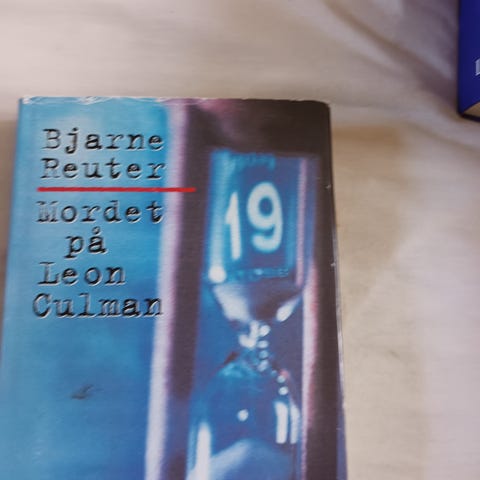 Bjarne
Reuter
Mordet
på
Leon
Culman
19